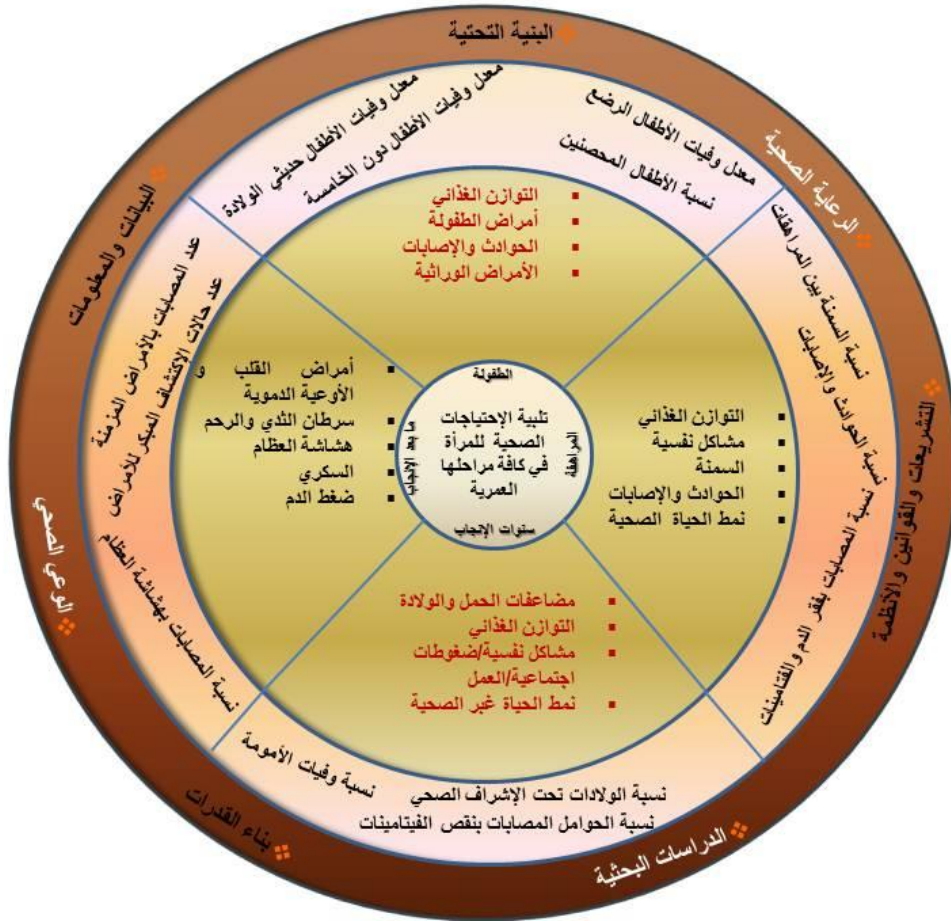 البنية التحتية
الرعاية الصحية
التشريعات والقوانين والأنظمة
الدراسات البحثية
بناء القدرات
الوعي الصحي
البيانات والمعلومات
معدل وفيات الأطفال الرضع
نسبة الأطفال المحصنين
معدل وفيات الأطفال حديثي الولادة
معدل وفيات الأطفال دون الخامسة
نسبة السمنة بين المراهقات
نسبة الحوادث والإصابات
نسبة المصابات بفقر الدم والفتامينات
نسبة وفيات الأمومة
نسبة الولادات تحت الإشراف الصحي
نسبة الحوامل المصابات بنقص الفيتامينات
عدد المصابات بالأمراض المزمنة
عدد حالات الاكتشاف المبكر للأمراض
نسبة المصابات بهشاشة العظام
▪ التوازن الغذائي
▪ أمراض الطفولة
▪ الحوادث والإصابات
▪ الأمراض الوراثية
▪ التوازن الغذائي
▪ مشاكل نفسية
▪ السمنة
▪ الحوادث والإصابات
▪ نمط الحياة الصحية
▪ مضاعفات الحمل والولادة
▪ التوازن الغذائي
▪ مشاكل نفسية/ضغوطات
اجتماعية/العمل
▪ نمط الحياة غير الصحية
▪ أمراض القلب و
الأوعية الدموية
▪ سرطان الثدي والرحم
▪ هشاشة العظام
▪ السكري
▪ ضغط الدم
الطفولة
المراهقة
سنوات الإنجاب
ما بعد الإنجاب
تلبية الإحتياجات
الصحية للمرأة
في كافة مراحلها
العمرية